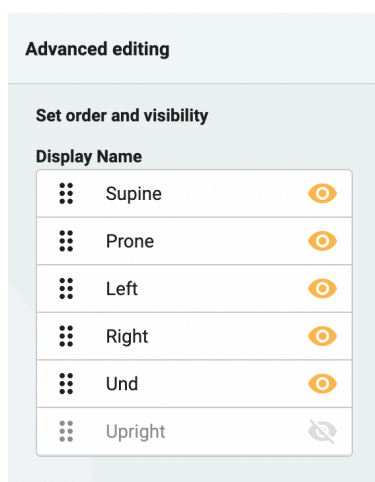 Advanced editing
Set order and visibility
Display Name
Supine
Prone
Left
Right
Und
Upright